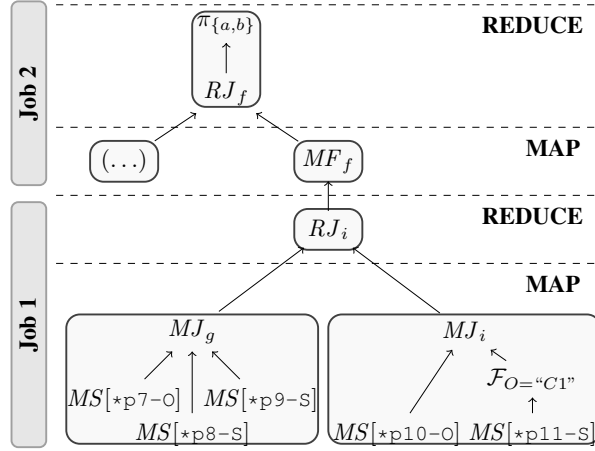 π{a,b}
REDUCE
RJf
Job 2
(...)
MFf
MAP
REDUCE
RJi
MAP
Job 1
MJg
MJi
FO="C1"
MS[*p7-O]
MS[*p9-S]
MS[*p8-S]
MS[*p10-O]
MS[*p11-S]